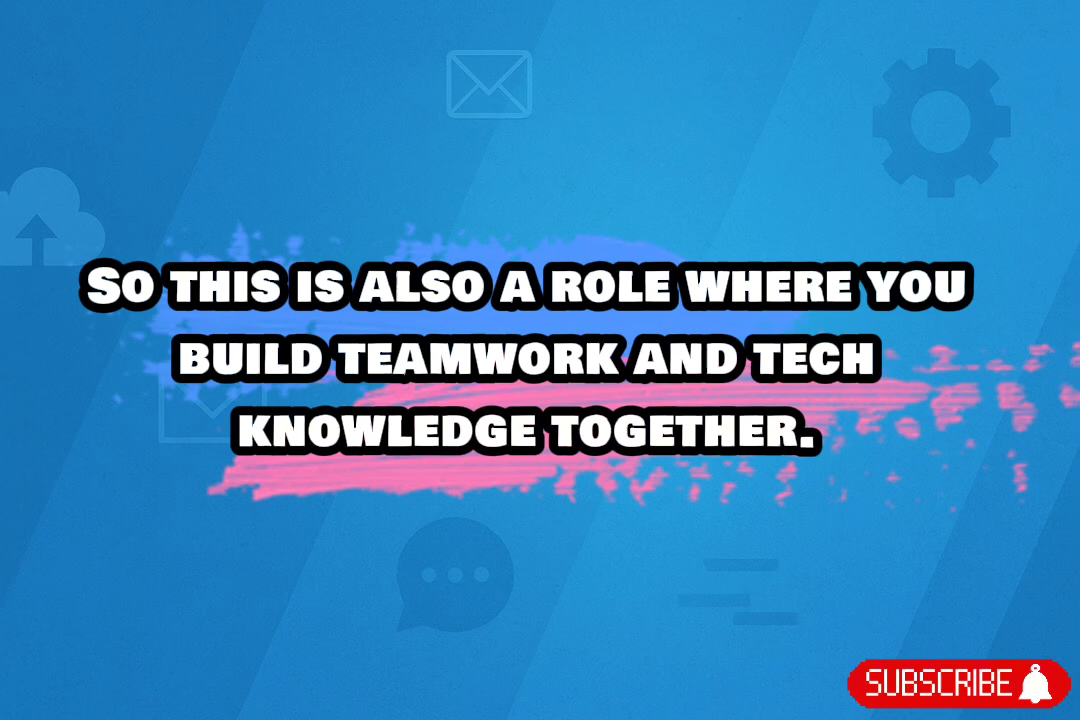 So this is also a role where you
build teamwork and tech
knowledge together.
SUBSCRIBE